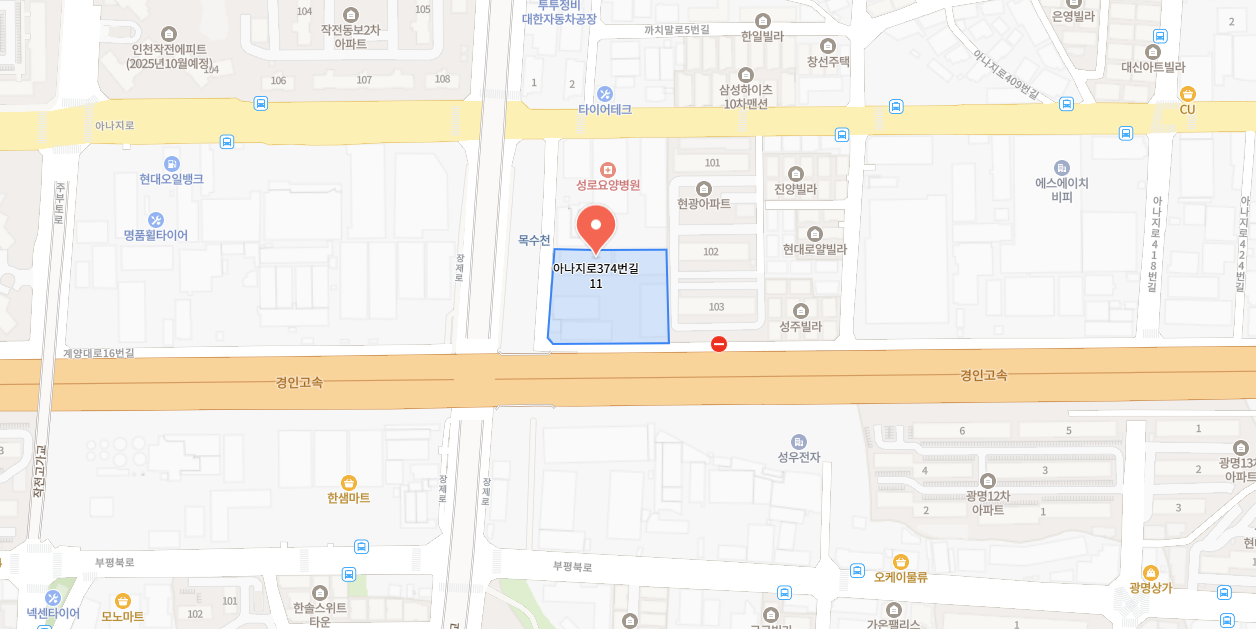 투투정비
대한자동차공장
104
작전동보2차
아파트
105
까치말로5번길
한일빌라
은영빌라
2
인천작전에피트
(2025년10월예정)
104
창선주택
아나지로409번길
대신아트빌라
106
107
108
1
2
삼성하이츠
10차맨션
타이어테크
CU
아나지로
현대오일뱅크
성로요양병원
101
진양빌라
에스에이치
비피
현광아파트
주부토로
명품휠타이어
목수천
장제로
102
현대로얄빌라
아나지로418번길
아나지로424번길
아나지로374번길
11
103
성주빌라
계양대로16번길
경인고속
경인고속
작전고가교
성우전자
6
5
1
3
4
3
2
광명13차
아파트
한샘마트
장제로
장제로
광명12차
아파트
2
1
3
부평북로
부평북로
오케이물류
광명상가
넥센타이어
모노마트
102
101
한솔스위트
타운
가온팰리스
1